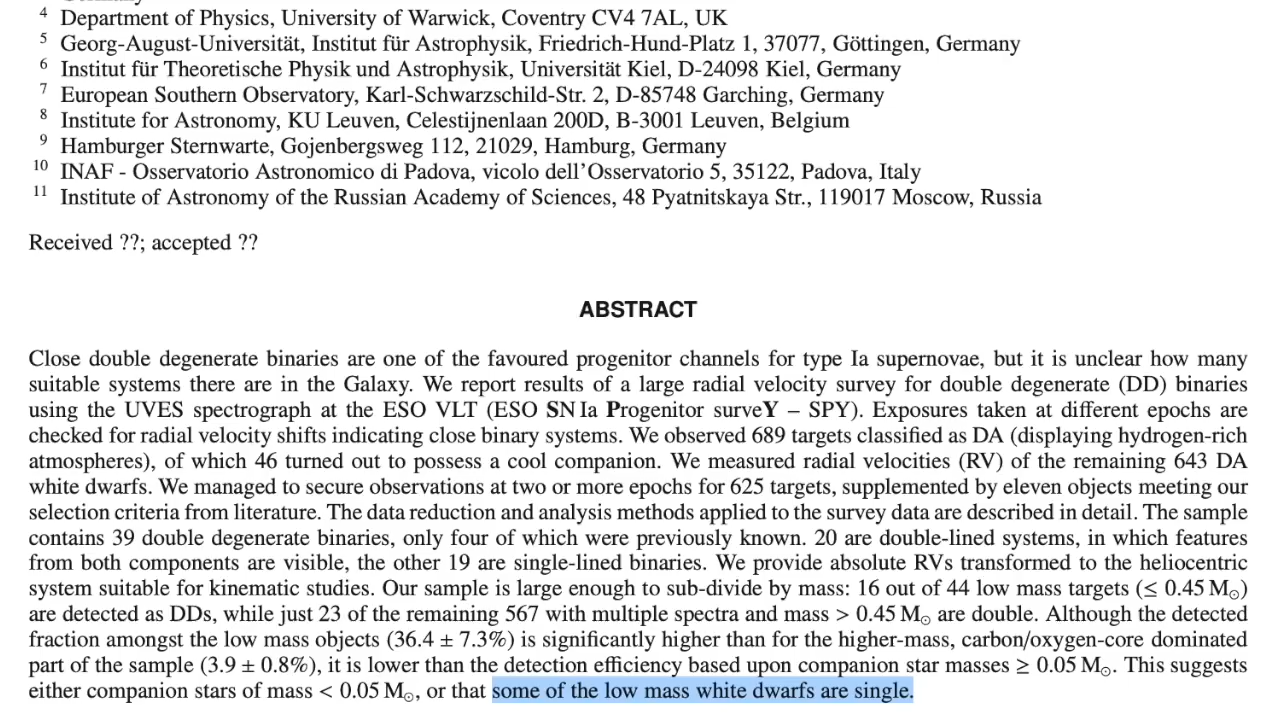 4 Department of Physics, University of Warwick, Coventry CV4 7AL, UK
5 Georg-August-Universität, Institut für Astrophysik, Friedrich-Hund-Platz 1, 37077, Göttingen, Germany
6 Institut für Theoretische Physik und Astrophysik, Universität Kiel, D-24098 Kiel, Germany
7 European Southern Observatory, Karl-Schwarzschild-Str. 2, D-85748 Garching, Germany
8 Institute for Astronomy, KU Leuven, Celestijnenlaan 200D, B-3001 Leuven, Belgium
9 Hamburger Sternwarte, Gojenbergsweg 112, 21029, Hamburg, Germany
10 INAF - Osservatorio Astronomico di Padova, vicolo dell'Osservatorio 5, 35122, Padova, Italy
11 Institute of Astronomy of the Russian Academy of Sciences, 48 Pyatnitskaya Str., 119017 Moscow, Russia
Received ??; accepted ??
ABSTRACT
Close double degenerate binaries are one of the favoured progenitor channels for type Ia supernovae, but it is unclear how many
suitable systems there are in the Galaxy. We report results of a large radial velocity survey for double degenerate (DD) binaries
using the UVES spectrograph at the ESO VLT (ESO SN Ia Progenitor surveY – SPY). Exposures taken at different epochs are
checked for radial velocity shifts indicating close binary systems. We observed 689 targets classified as DA (displaying hydrogen-rich
atmospheres), of which 46 turned out to possess a cool companion. We measured radial velocities (RV) of the remaining 643 DA
white dwarfs. We managed to secure observations at two or more epochs for 625 targets, supplemented by eleven objects meeting our
selection criteria from literature. The data reduction and analysis methods applied to the survey data are described in detail. The sample
contains 39 double degenerate binaries, only four of which were previously known. 20 are double-lined systems, in which features
from both components are visible, the other 19 are single-lined binaries. We provide absolute RVs transformed to the heliocentric
system suitable for kinematic studies. Our sample is large enough to sub-divide by mass: 16 out of 44 low mass targets (≤ 0.45 M⊙)
are detected as DDs, while just 23 of the remaining 567 with multiple spectra and mass > 0.45 M⊙ are double. Although the detected
fraction amongst the low mass objects (36.4 ± 7.3%) is significantly higher than for the higher-mass, carbon/oxygen-core dominated
part of the sample (3.9 ± 0.8%), it is lower than the detection efficiency based upon companion star masses ≥ 0.05 M⊙. This suggests
either companion stars of mass < 0.05 M⊙, or that some of the low mass white dwarfs are single.